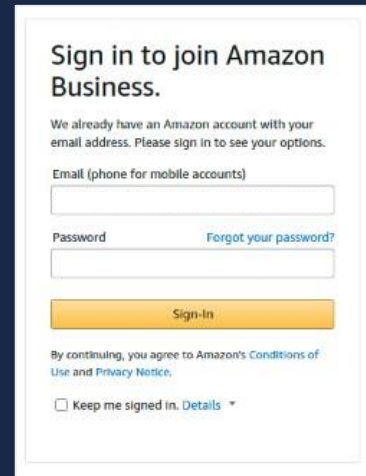 Sign in to join Amazon
Business.
We already have an Amazon account with your
email address. Please sign in to see your options.
Email (phone for mobile accounts)
Password Forgot your password?
Sign-In
By continuing, you agree to Amazon's Conditions of
Use and Privacy Notice.
Keep me signed in. Details